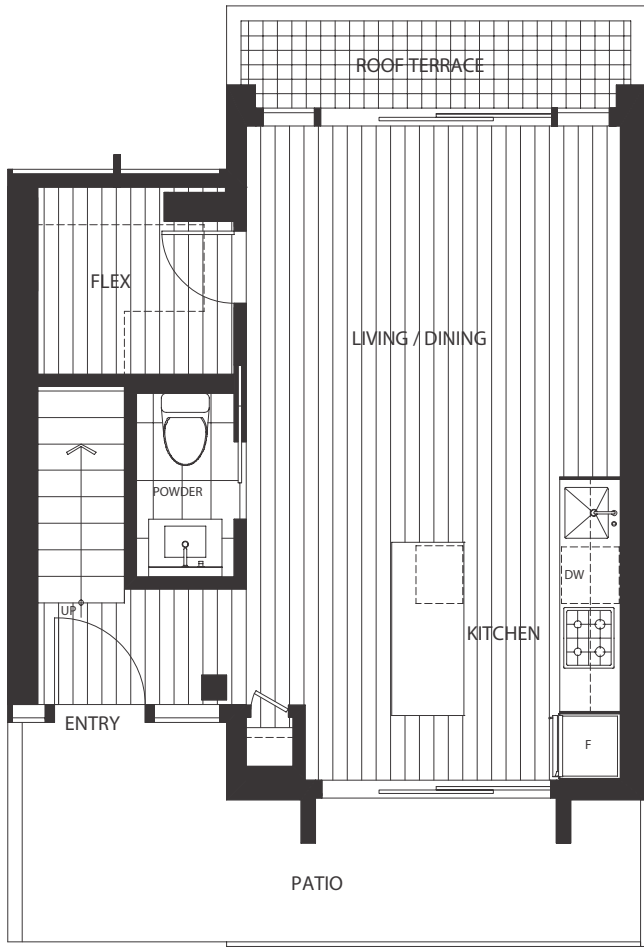 ROOF TERRACE
FLEX
LIVING / DINING
POWDER
DW
UP
KITCHEN
ENTRY
F
PATIO